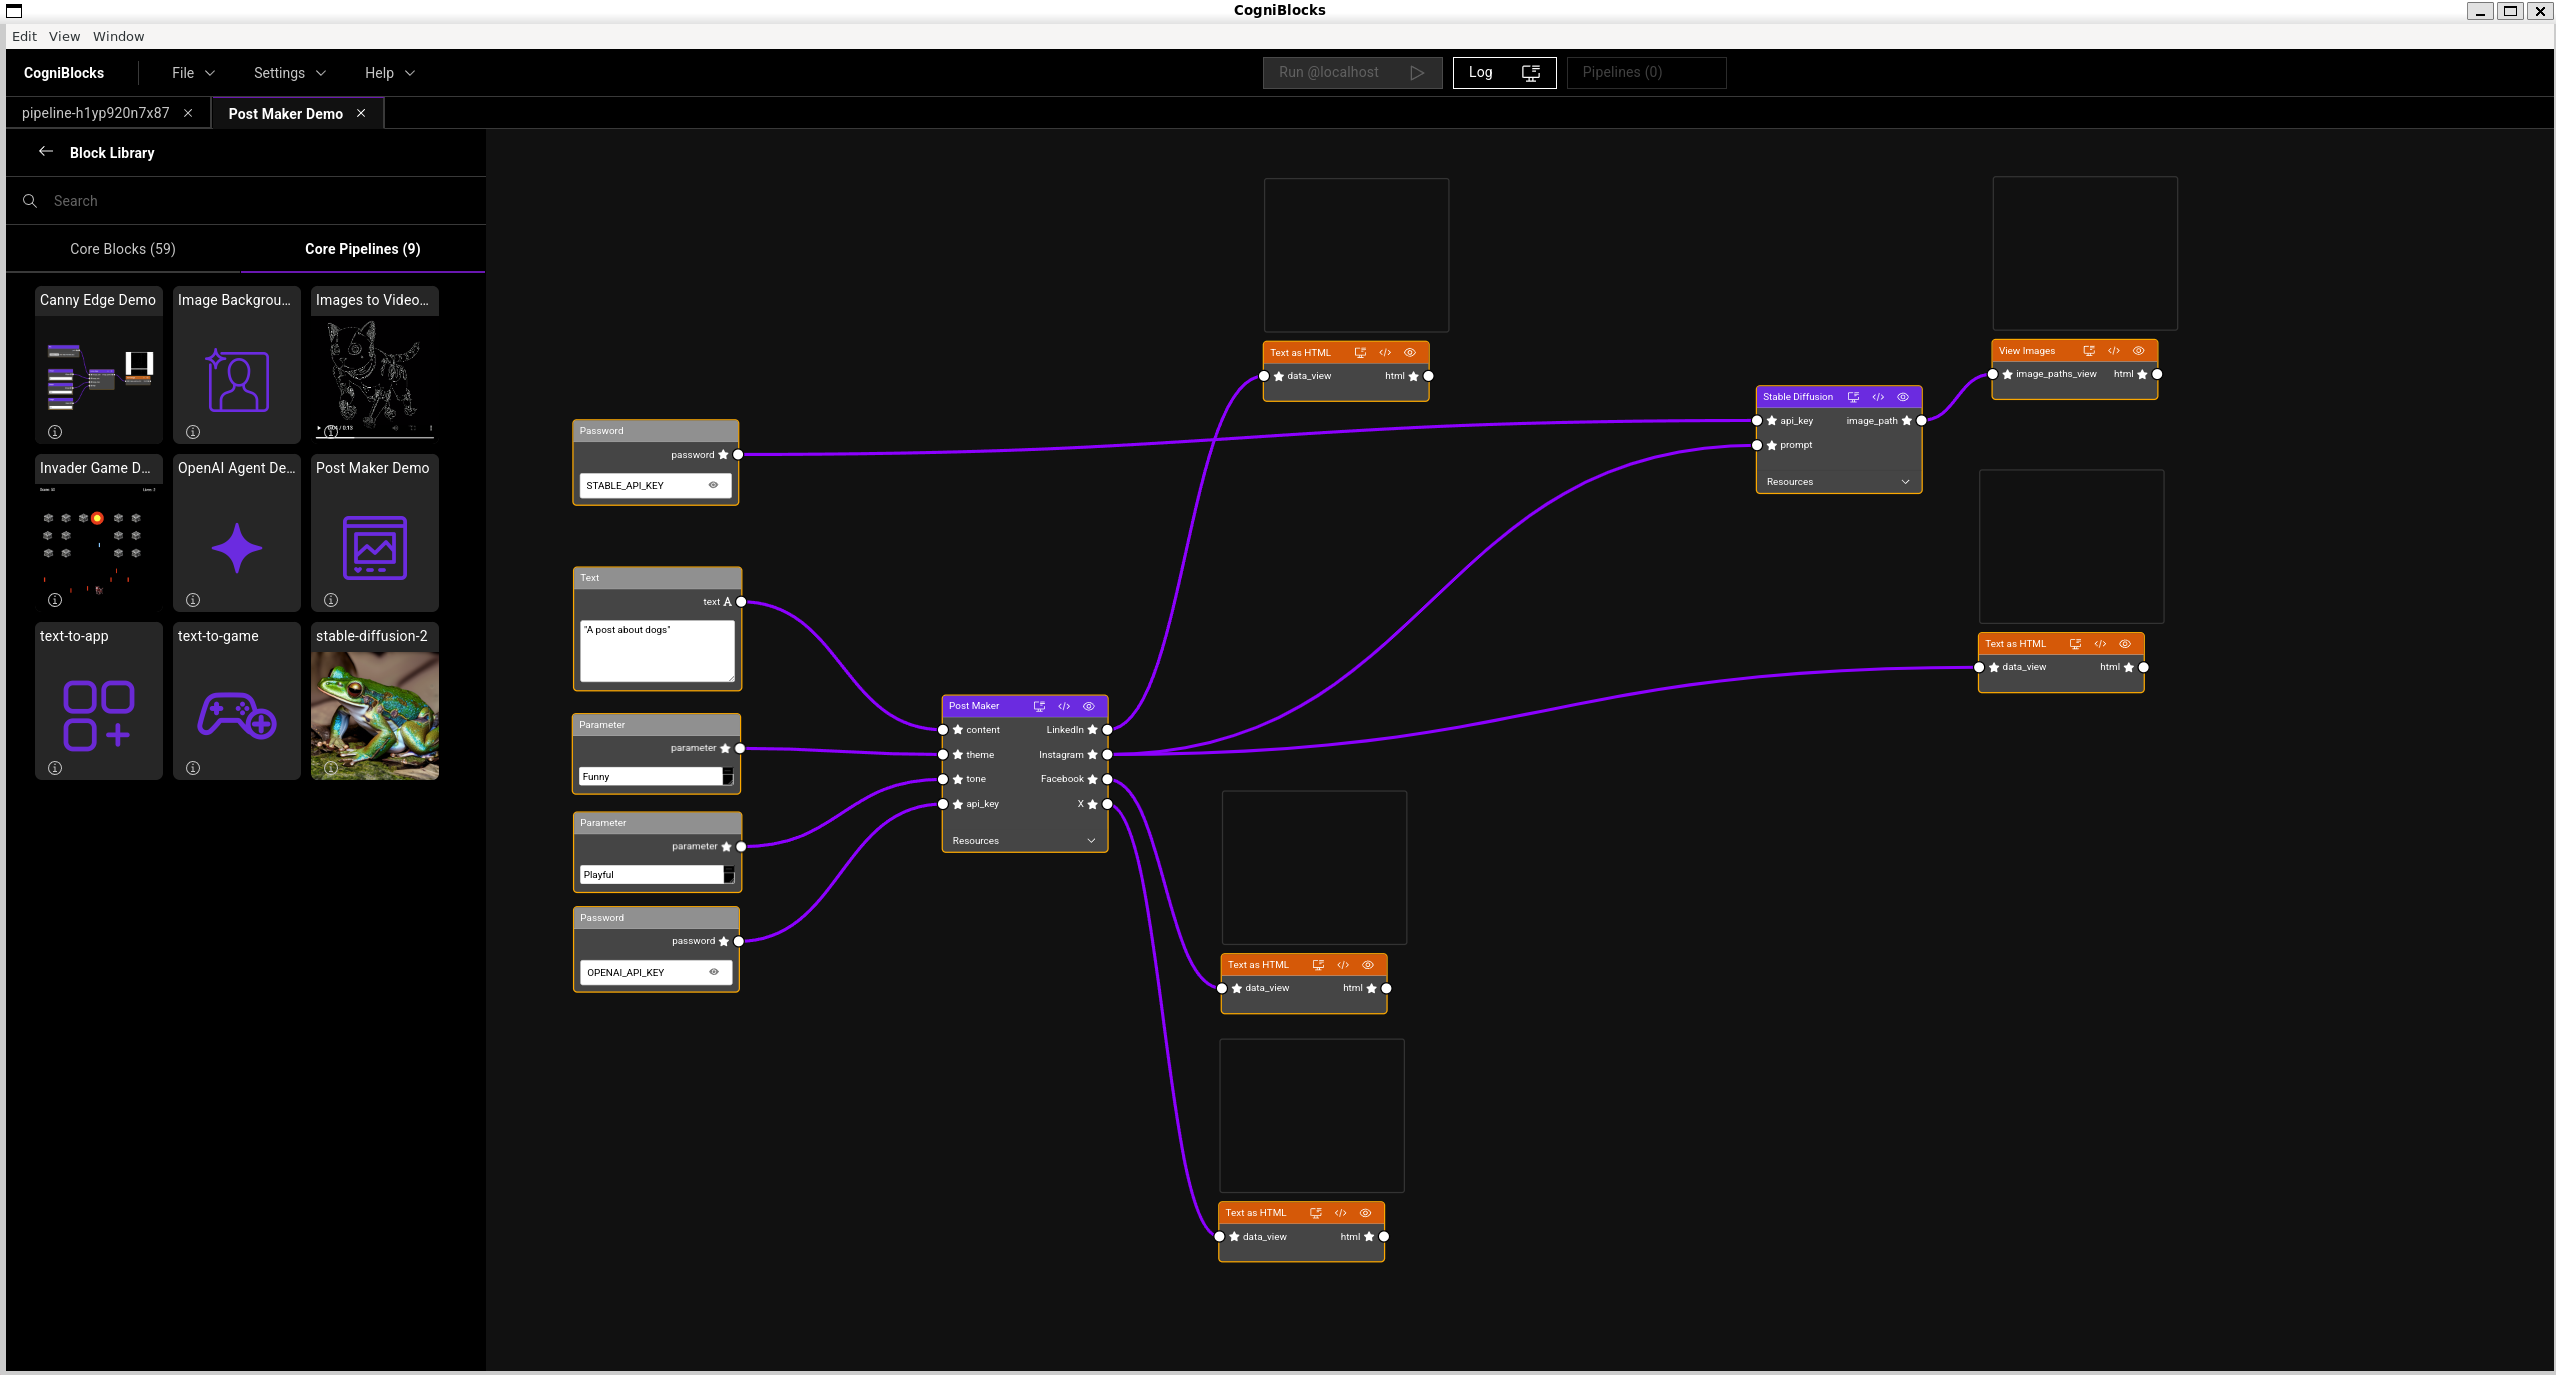 CogniBlocks
Edit View Window
CogniBlocks File Settings Help Run @localhost Log Pipelines (0)
pipeline-h1yp920n7x87 Post Maker Demo
Block Library
Search
Core Blocks (59) Core Pipelines (9)
Canny Edge Demo Image Backgrou... Images to Video...
Invader Game D... OpenAI Agent De... Post Maker Demo
text-to-app text-to-game stable-diffusion-2
Password
password
STABLE_API_KEY
Text
text A
"A post about dogs"
Parameter
parameter
Funny
Parameter
parameter
Playful
Password
password
OPENAI_API_KEY
Post Maker
content LinkedIn
theme Instagram
tone Facebook
api_key X
Resources
Text as HTML
data_view html
Stable Diffusion
api_key image_path
prompt
Resources
View Images
image_paths_view html
Text as HTML
data_view html
Text as HTML
data_view html
Text as HTML
data_view html